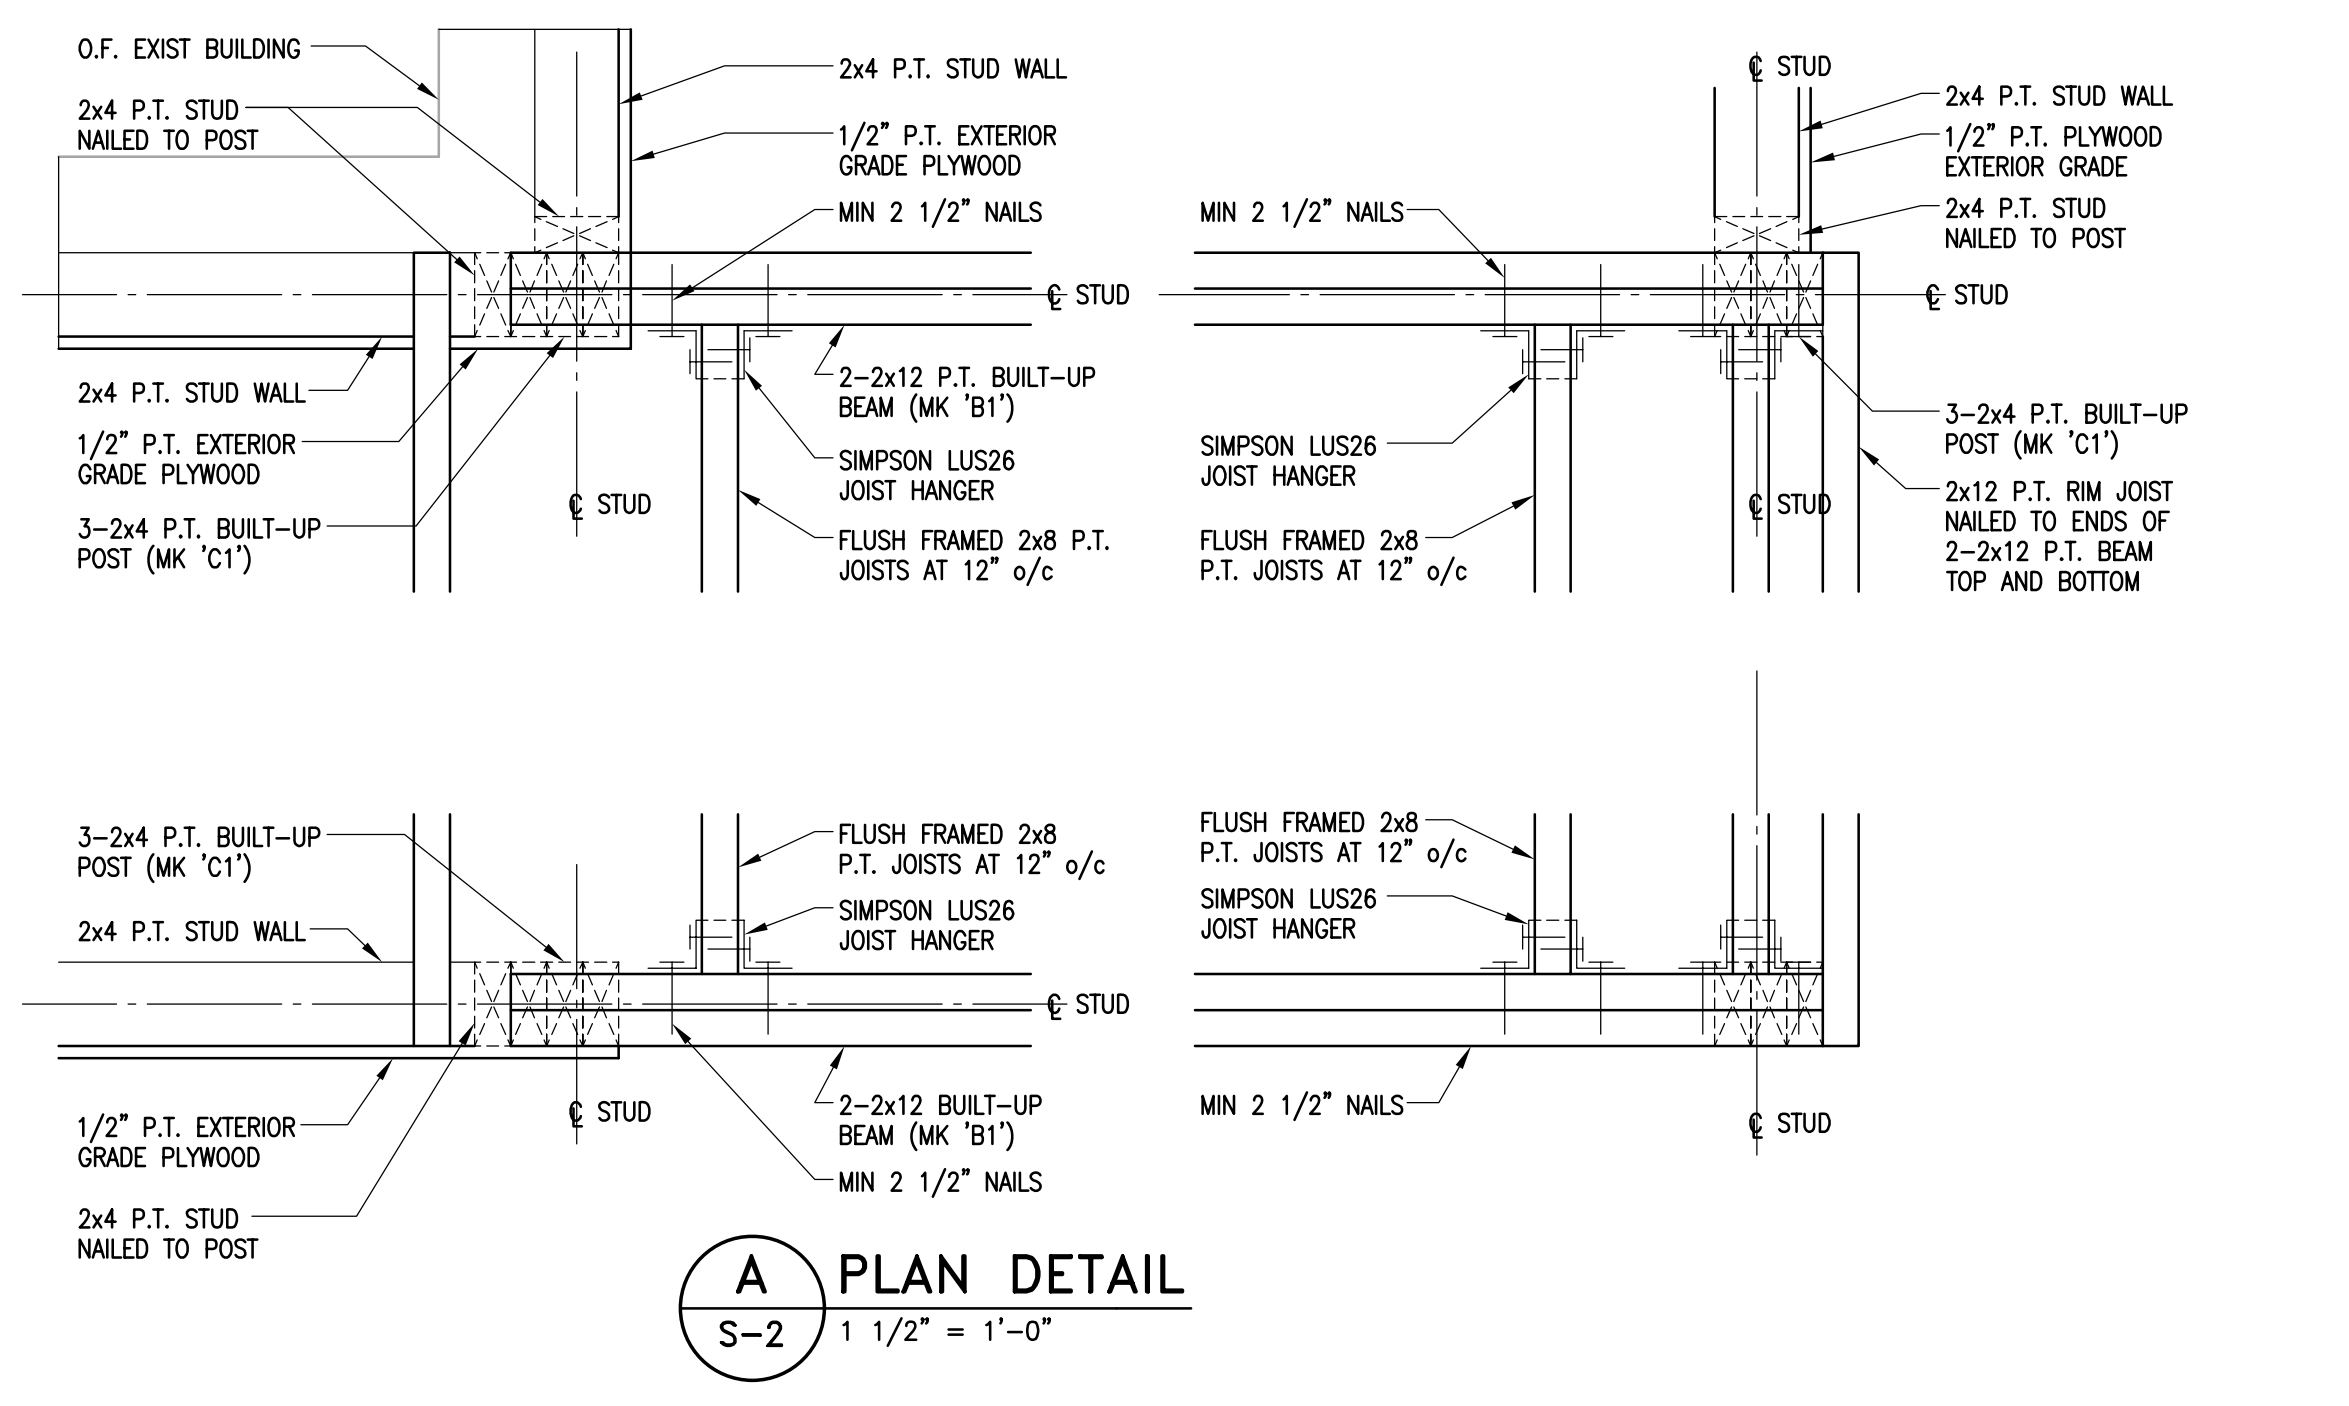 O.F. EXIST BUILDING
2x4 P.T. STUD
NAILED TO POST
2x4 P.T. STUD WALL
1/2" P.T. EXTERIOR
GRADE PLYWOOD
MIN 2 1/2" NAILS
℄ STUD
2x4 P.T. STUD WALL
1/2" P.T. EXTERIOR
GRADE PLYWOOD
3-2x4 P.T. BUILT-UP
POST (MK 'C1')
℄ STUD
2-2x12 P.T. BUILT-UP
BEAM (MK 'B1')
SIMPSON LUS26
JOIST HANGER
FLUSH FRAMED 2x8 P.T.
JOISTS AT 12" o/c
℄ STUD
2x4 P.T. STUD WALL
1/2" P.T. PLYWOOD
EXTERIOR GRADE
2x4 P.T. STUD
NAILED TO POST
MIN 2 1/2" NAILS
℄ STUD
SIMPSON LUS26
JOIST HANGER
FLUSH FRAMED 2x8
P.T. JOISTS AT 12" o/c
℄ STUD
3-2x4 P.T. BUILT-UP
POST (MK 'C1')
2x12 P.T. RIM JOIST
NAILED TO ENDS OF
2-2x12 P.T. BEAM
TOP AND BOTTOM
3-2x4 P.T. BUILT-UP
POST (MK 'C1')
2x4 P.T. STUD WALL
1/2" P.T. EXTERIOR
GRADE PLYWOOD
2x4 P.T. STUD
NAILED TO POST
℄ STUD
FLUSH FRAMED 2x8
P.T. JOISTS AT 12" o/c
SIMPSON LUS26
JOIST HANGER
℄ STUD
2-2x12 BUILT-UP
BEAM (MK 'B1')
MIN 2 1/2" NAILS
FLUSH FRAMED 2x8
P.T. JOISTS AT 12" o/c
SIMPSON LUS26
JOIST HANGER
MIN 2 1/2" NAILS
℄ STUD
A
S-2
PLAN DETAIL
1 1/2" = 1'-0"